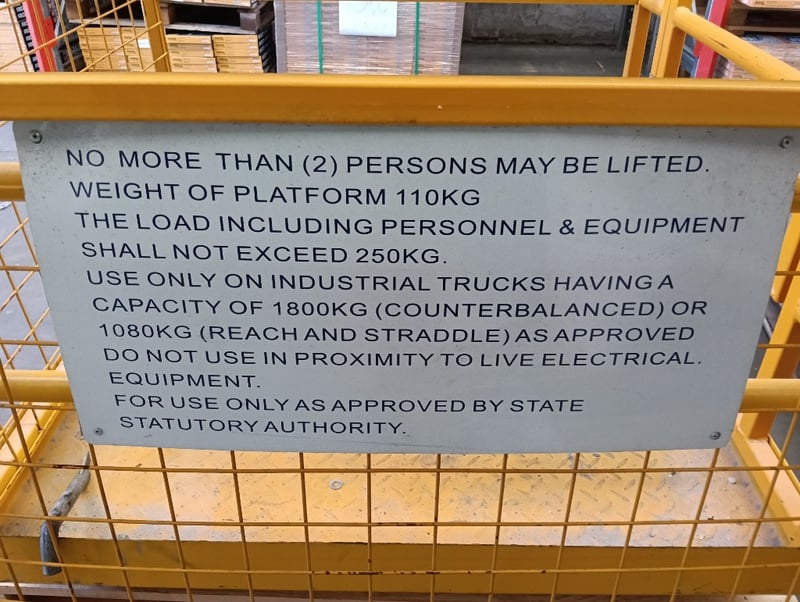 NO MORE THAN (2) PERSONS MAY BE LIFTED.
WEIGHT OF PLATFORM 110KG
THE LOAD INCLUDING PERSONNEL & EQUIPMENT
SHALL NOT EXCEED 250KG.
USE ONLY ON INDUSTRIAL TRUCKS HAVING A
CAPACITY OF 1800KG (COUNTERBALANCED) OR
1080KG (REACH AND STRADDLE) AS APPROVED
DO NOT USE IN PROXIMITY TO LIVE ELECTRICAL.
EQUIPMENT.
FOR USE ONLY AS APPROVED BY STATE
STATUTORY AUTHORITY.